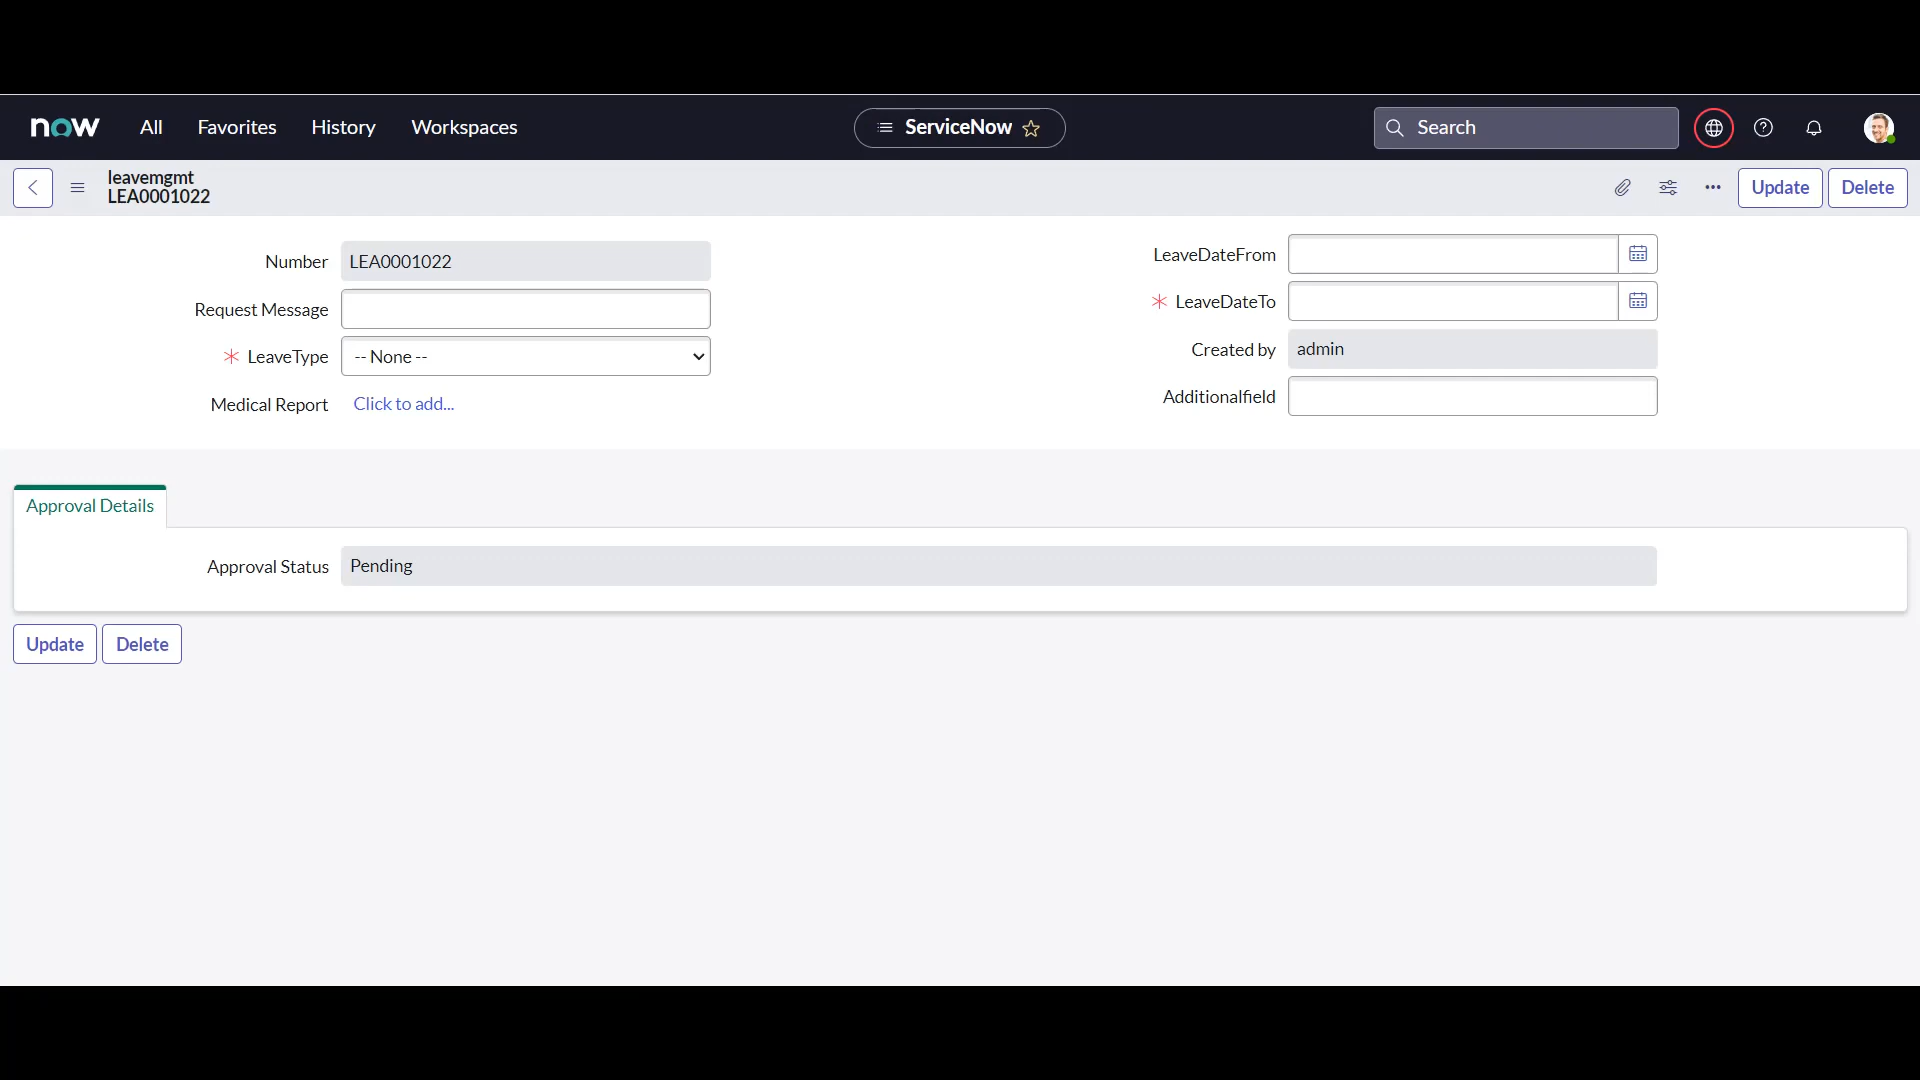 now All Favorites History Workspaces ServiceNow Search
leavemgmt
LEA0001022
Update Delete
Number LEA0001022
Request Message
* LeaveType -- None --
Medical Report Click to add...
LeaveDateFrom
* LeaveDateTo
Created by admin
Additionalfield
Approval Details
Approval Status Pending
Update Delete